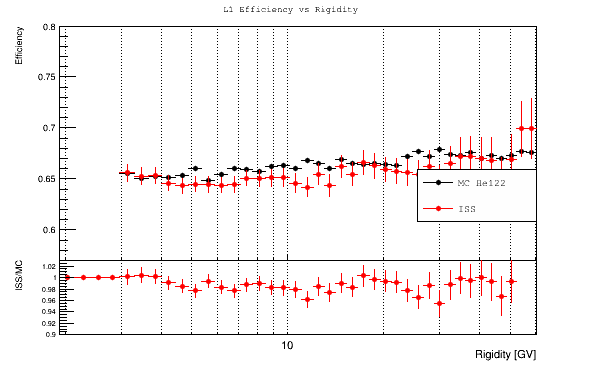 L1 Efficiency vs Rigidity
Efficiency
0.8
0.75
0.7
0.65
0.6
MC He122
ISS
ISS/MC
1.02
1
0.98
0.96
0.94
0.92
0.9
10
Rigidity [GV]